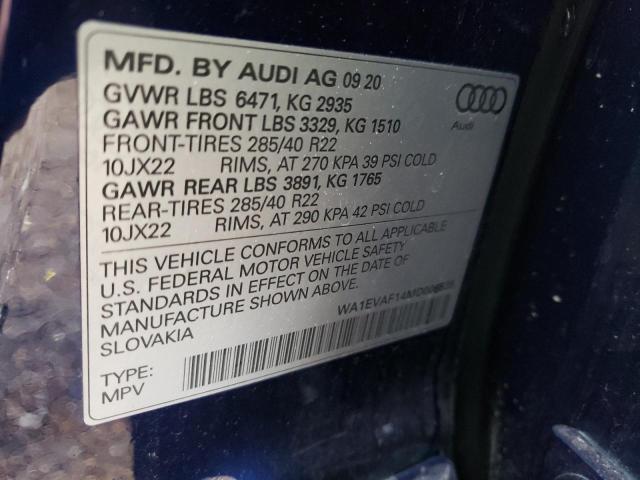 MFD. BY AUDI AG 09 20
GVWR LBS 6471, KG 2935
GAWR FRONT LBS 3329, KG 1510
FRONT-TIRES 285/40 R22
10JX22 RIMS, AT 270 KPA 39 PSI COLD
GAWR REAR LBS 3891, KG 1765
REAR-TIRES 285/40 R22
10JX22 RIMS, AT 290 KPA 42 PSI COLD
Audi
THIS VEHICLE CONFORMS TO ALL APPLICABLE
U.S. FEDERAL MOTOR VEHICLE SAFETY
STANDARDS IN EFFECT ON THE DATE OF
MANUFACTURE SHOWN ABOVE.
SLOVAKIA
TYPE:
MPV